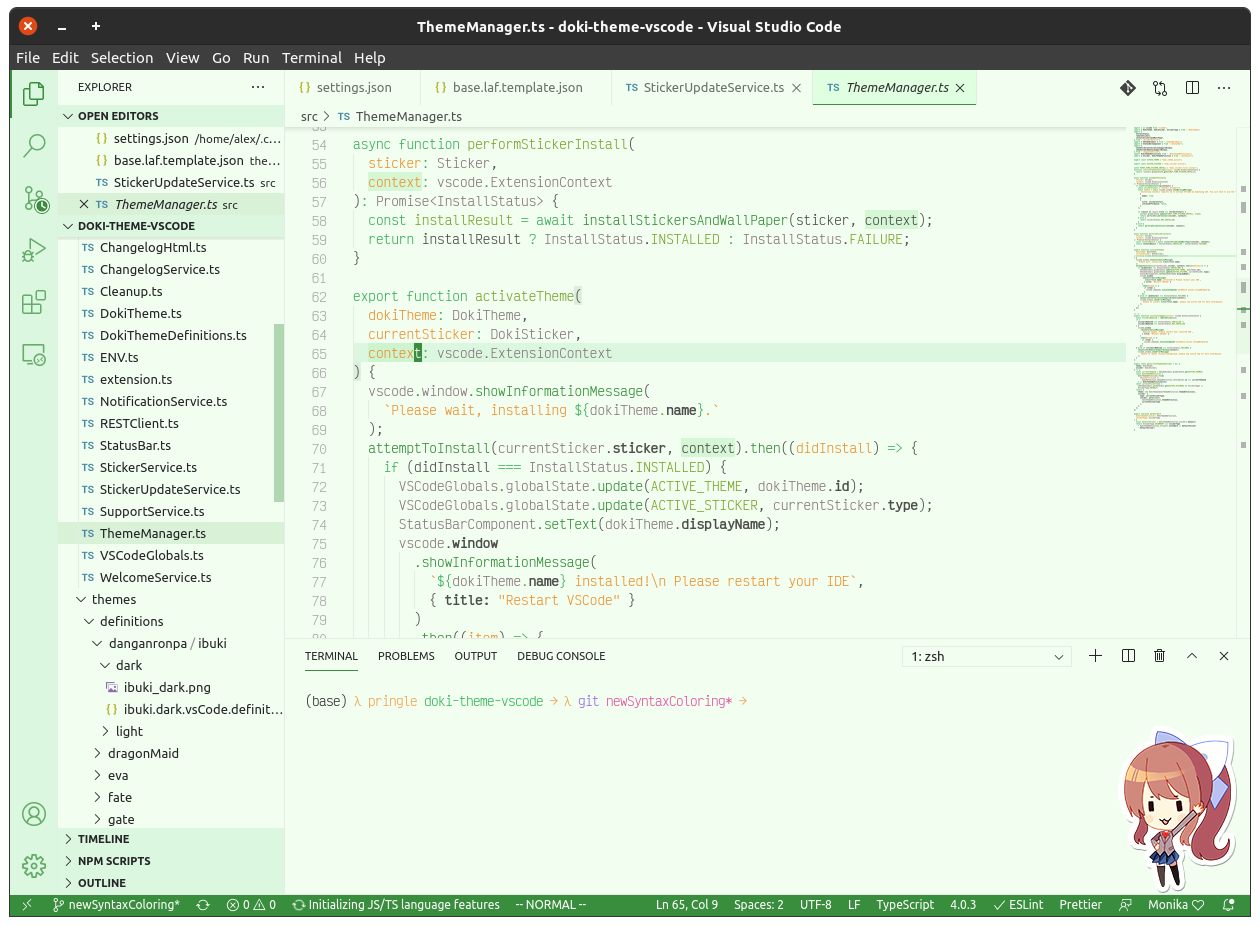 ThemeManager.ts - doki-theme-vscode - Visual Studio Code
File Edit Selection View Go Run Terminal Help
EXPLORER
OPEN EDITORS
settings.json /home/alex/.c...
base.laf.template.json the...
TS StickerUpdateService.ts src
TS ThemeManager.ts src
DOKI-THEME-VSCODE
TS ChangelogHtml.ts
TS ChangelogService.ts
TS Cleanup.ts
TS DokiTheme.ts
TS DokiThemeDefinitions.ts
TS ENV.ts
TS extension.ts
TS NotificationService.ts
TS RESTClient.ts
TS StatusBar.ts
TS StickerService.ts
TS StickerUpdateService.ts
TS SupportService.ts
TS ThemeManager.ts
TS VSCodeGlobals.ts
TS WelcomeService.ts
themes
definitions
danganronpa / ibuki
dark
ibuki_dark.png
{ } ibuki.dark.vsCode.definit...
light
dragonMaid
eva
fate
gate
TIMELINE
NPM SCRIPTS
OUTLINE
{ } settings.json { } base.laf.template.json TS StickerUpdateService.ts TS ThemeManager.ts
src > TS ThemeManager.ts
54 async function performStickerInstall(
55 sticker: Sticker,
56 context: vscode.ExtensionContext
57 ): Promise<InstallStatus> {
58 const installResult = await installStickersAndWallPaper(sticker, context);
59 return installResult ? InstallStatus.INSTALLED : InstallStatus.FAILURE;
60 }
61
62 export function activateTheme(
63 dokiTheme: DokiTheme,
64 currentSticker: DokiSticker,
65 context: vscode.ExtensionContext
66 ) {
67 vscode.window.showInformationMessage(
68 `Please wait, installing ${dokiTheme.name}.`
69 );
70 attemptToInstall(currentSticker.sticker, context).then((didInstall) => {
71 if (didInstall === InstallStatus.INSTALLED) {
72 VSCodeGlobals.globalState.update(ACTIVE_THEME, dokiTheme.id);
73 VSCodeGlobals.globalState.update(ACTIVE_STICKER, currentSticker.type);
74 StatusBarComponent.setText(dokiTheme.displayName);
75 vscode.window
76 .showInformationMessage(
77 `${dokiTheme.name} installed!\n Please restart your IDE`,
78 { title: "Restart VSCode" }
79 )
80 .then((item) => {
TERMINAL PROBLEMS OUTPUT DEBUG CONSOLE 1: zsh
(base) λ pringle doki-theme-vscode → λ git newSyntaxColoring* →
newSyntaxColoring* 0 0 Initializing JS/TS language features -- NORMAL -- Ln 65, Col 9 Spaces: 2 UTF-8 LF TypeScript 4.0.3 ESLint Prettier Monika ♡